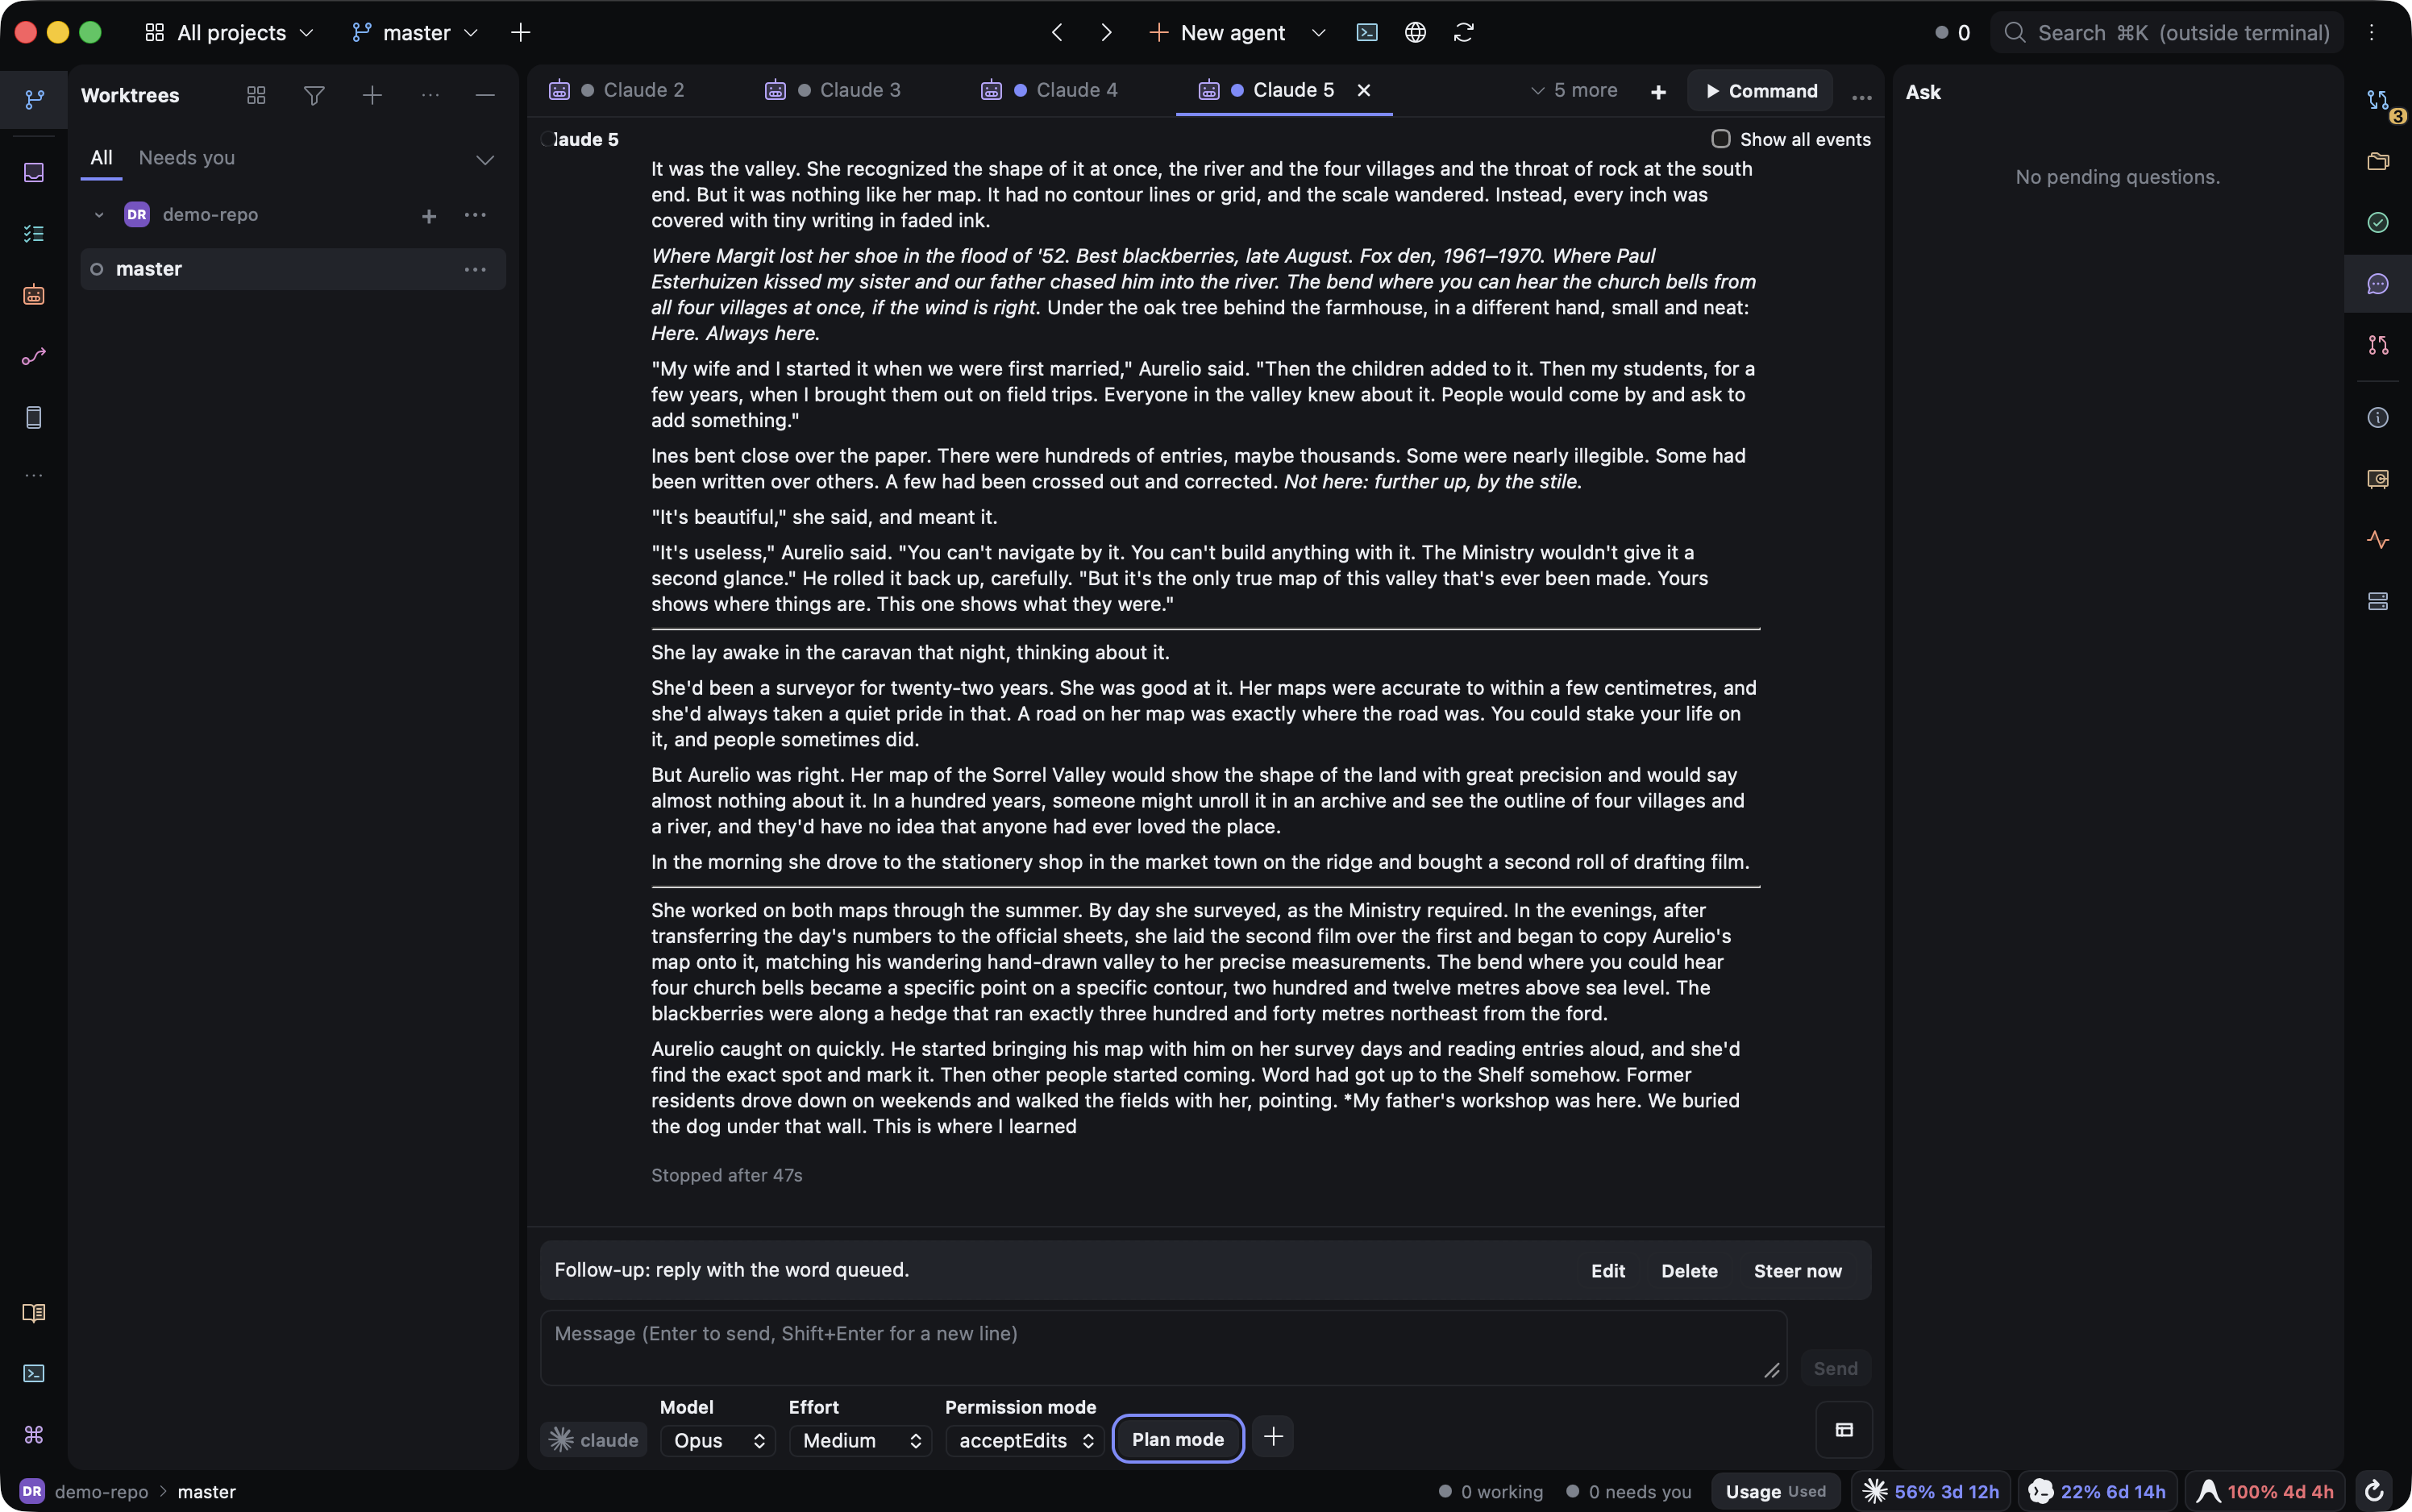 All projects
master
New agent
0
Search ⌘K (outside terminal)
Worktrees
All
Needs you
DR
demo-repo
master
Claude 2
Claude 3
Claude 4
Claude 5
5 more
Command
laude 5
Show all events
It was the valley. She recognized the shape of it at once, the river and the four villages and the throat of rock at the south
end. But it was nothing like her map. It had no contour lines or grid, and the scale wandered. Instead, every inch was
covered with tiny writing in faded ink.
Where Margit lost her shoe in the flood of '52. Best blackberries, late August. Fox den, 1961–1970. Where Paul
Esterhuizen kissed my sister and our father chased him into the river. The bend where you can hear the church bells from
all four villages at once, if the wind is right. Under the oak tree behind the farmhouse, in a different hand, small and neat:
Here. Always here.
"My wife and I started it when we were first married," Aurelio said. "Then the children added to it. Then my students, for a
few years, when I brought them out on field trips. Everyone in the valley knew about it. People would come by and ask to
add something."
Ines bent close over the paper. There were hundreds of entries, maybe thousands. Some were nearly illegible. Some had
been written over others. A few had been crossed out and corrected. Not here: further up, by the stile.
"It's beautiful," she said, and meant it.
"It's useless," Aurelio said. "You can't navigate by it. You can't build anything with it. The Ministry wouldn't give it a
second glance." He rolled it back up, carefully. "But it's the only true map of this valley that's ever been made. Yours
shows where things are. This one shows what they were."
She lay awake in the caravan that night, thinking about it.
She'd been a surveyor for twenty-two years. She was good at it. Her maps were accurate to within a few centimetres, and
she'd always taken a quiet pride in that. A road on her map was exactly where the road was. You could stake your life on
it, and people sometimes did.
But Aurelio was right. Her map of the Sorrel Valley would show the shape of the land with great precision and would say
almost nothing about it. In a hundred years, someone might unroll it in an archive and see the outline of four villages and
a river, and they'd have no idea that anyone had ever loved the place.
In the morning she drove to the stationery shop in the market town on the ridge and bought a second roll of drafting film.
She worked on both maps through the summer. By day she surveyed, as the Ministry required. In the evenings, after
transferring the day's numbers to the official sheets, she laid the second film over the first and began to copy Aurelio's
map onto it, matching his wandering hand-drawn valley to her precise measurements. The bend where you could hear
four church bells became a specific point on a specific contour, two hundred and twelve metres above sea level. The
blackberries were along a hedge that ran exactly three hundred and forty metres northeast from the ford.
Aurelio caught on quickly. He started bringing his map with him on her survey days and reading entries aloud, and she'd
find the exact spot and mark it. Then other people started coming. Word had got up to the Shelf somehow. Former
residents drove down on weekends and walked the fields with her, pointing. *My father's workshop was here. We buried
the dog under that wall. This is where I learned
Stopped after 47s
Follow-up: reply with the word queued.
Edit
Delete
Steer now
Message (Enter to send, Shift+Enter for a new line)
Send
Model
Effort
Permission mode
claude
Opus
Medium
acceptEdits
Plan mode
Ask
No pending questions.
3
DR
demo-repo
master
0 working
0 needs you
Usage Used
56% 3d 12h
22% 6d 14h
100% 4d 4h